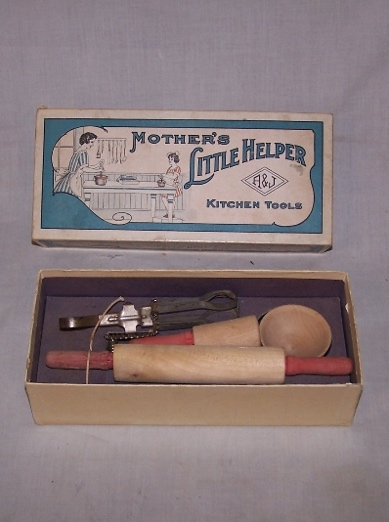 MOTHER'S
LITTLE HELPER
A&J
KITCHEN TOOLS